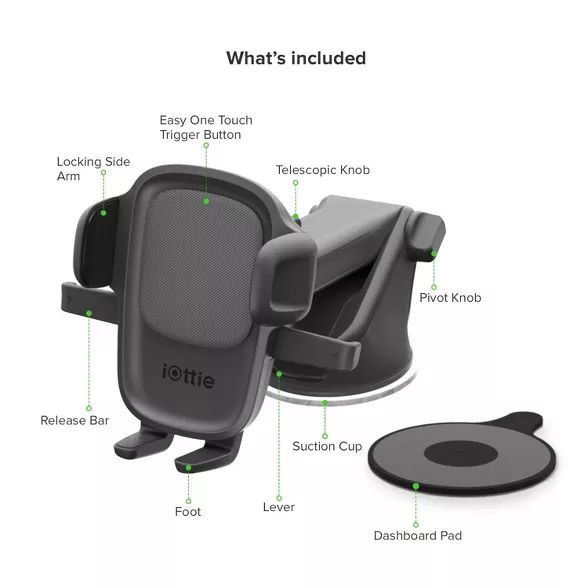 What's included
Easy One Touch
Trigger Button
Locking Side
Arm
Telescopic Knob
Pivot Knob
iOttie
Release Bar
Suction Cup
Lever
Foot
Dashboard Pad